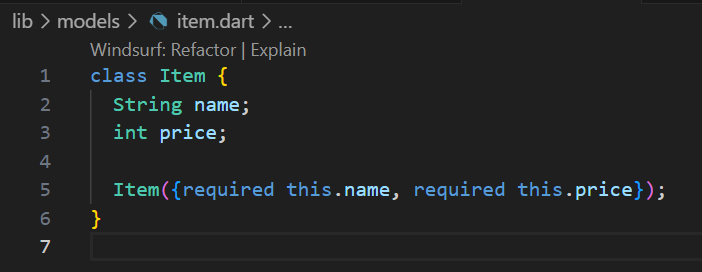 lib > models > item.dart > ...
Windsurf: Refactor | Explain
1 class Item {
2 String name;
3 int price;
4
5 Item({required this.name, required this.price});
6 }
7